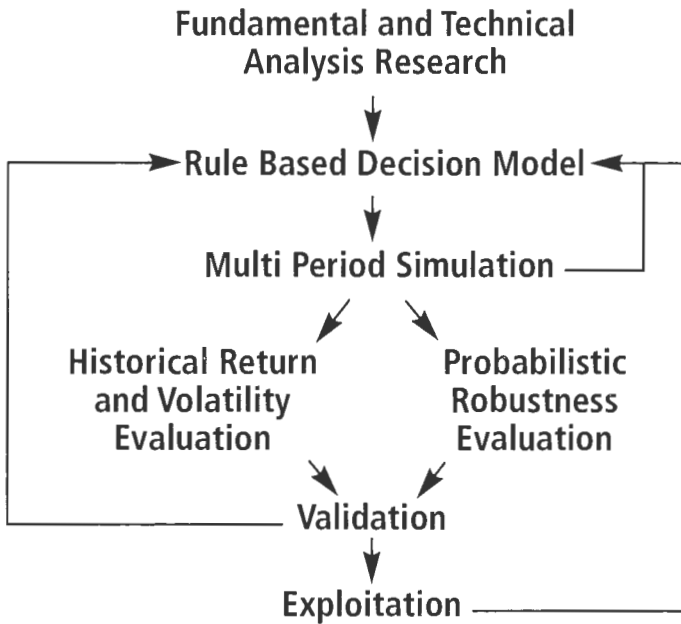 Fundamental and Technical
Analysis Research
Rule Based Decision Model
Multi Period Simulation
Historical Return
and Volatility
Evaluation
Probabilistic
Robustness
Evaluation
Validation
Exploitation